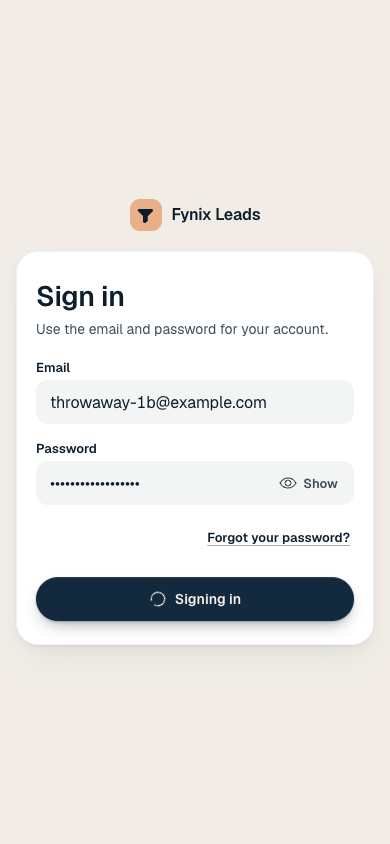 Fynix Leads
Sign in
Use the email and password for your account.
Email
throwaway-1b@example.com
Password
•••••••••••••••••• Show
Forgot your password?
Signing in